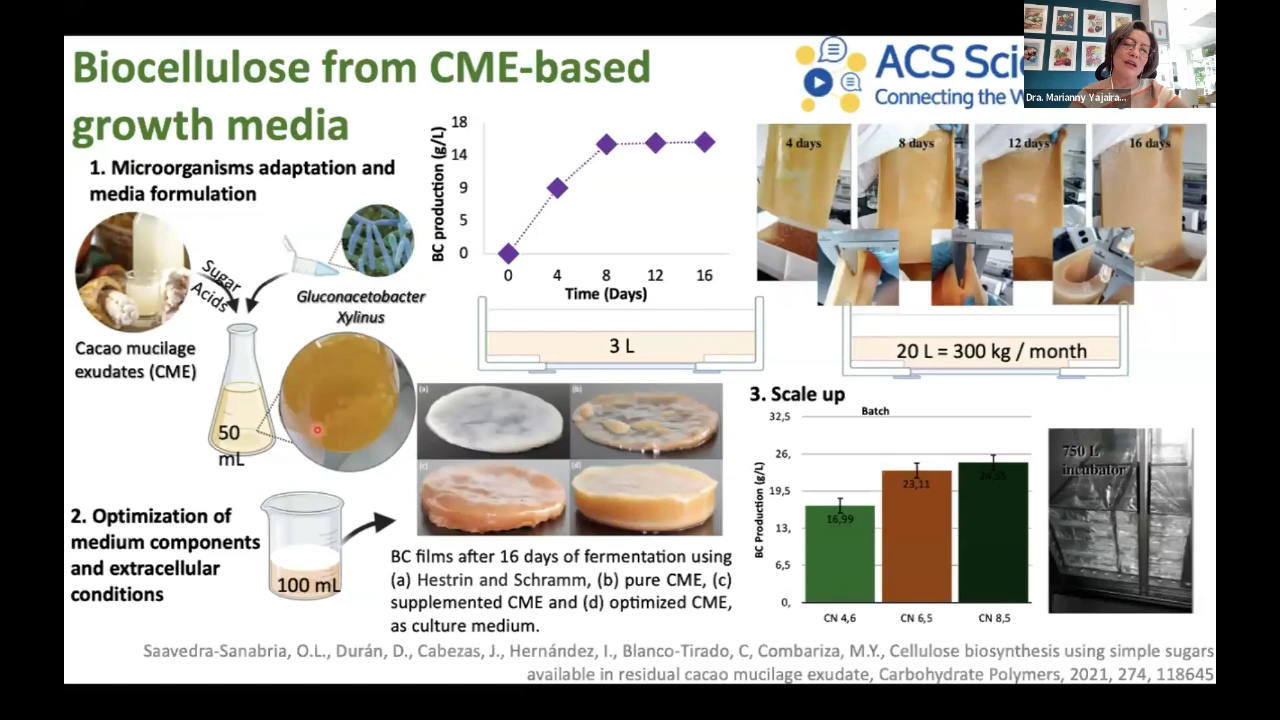 Biocellulose from CME-based
growth media
ACS Sci
Connecting the W
Dra. Marianny Yajaira...
1. Microorganisms adaptation and
media formulation
Sugar
Acids
Gluconacetobacter
Xylinus
Cacao mucilage
exudates (CME)
50
mL
2. Optimization of
medium components
and extracellular
conditions
100 mL
BC production (g/L)
18
14
9
5
0
0 4 8 12 16
Time (Days)
3 L
(a)
(b)
(c)
(d)
BC films after 16 days of fermentation using
(a) Hestrin and Schramm, (b) pure CME, (c)
supplemented CME and (d) optimized CME,
as culture medium.
4 days
8 days
12 days
16 days
20 L = 300 kg / month
3. Scale up
Batch
BC Production (g/L)
32,5
26,
19,5
13,
6,5
0,
16,99
23,11
24,55
CN 4,6
CN 6,5
CN 8,5
750 L
incubator
Saavedra-Sanabria, O.L., Durán, D., Cabezas, J., Hernández, I., Blanco-Tirado, C, Combariza, M.Y., Cellulose biosynthesis using simple sugars
available in residual cacao mucilage exudate, Carbohydrate Polymers, 2021, 274, 118645